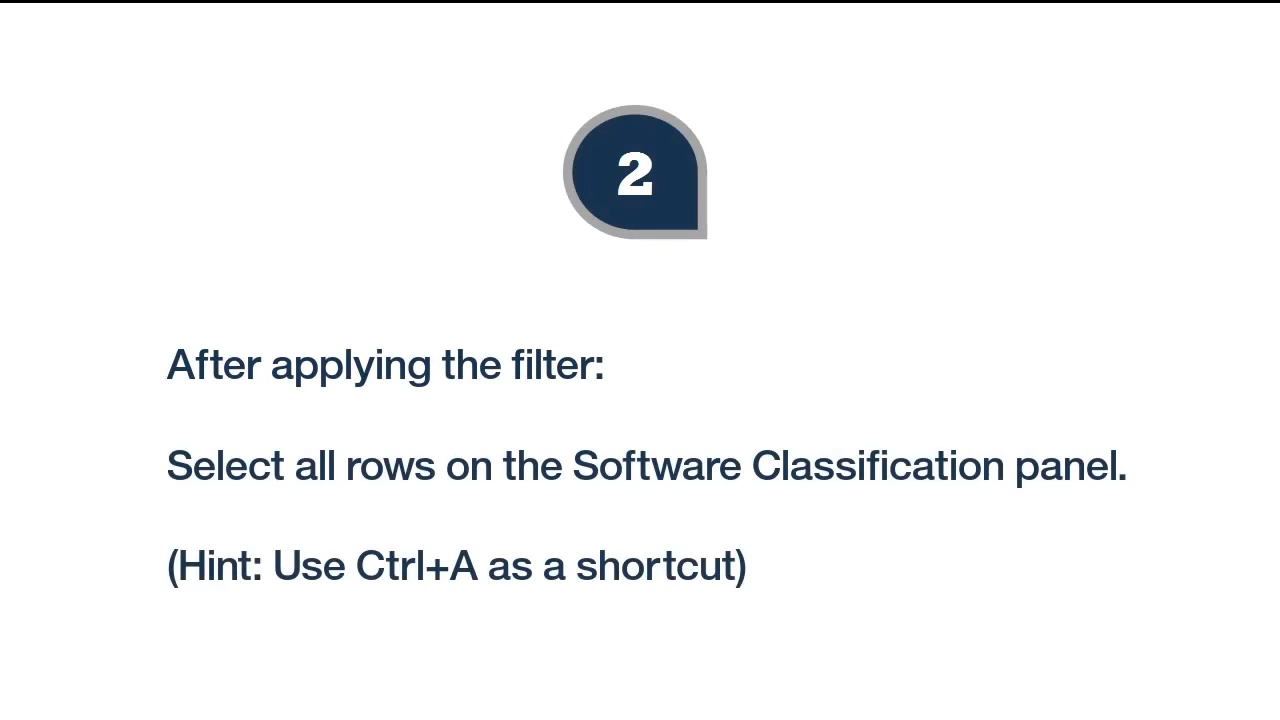 2
After applying the filter:
Select all rows on the Software Classification panel.
(Hint: Use Ctrl+A as a shortcut)